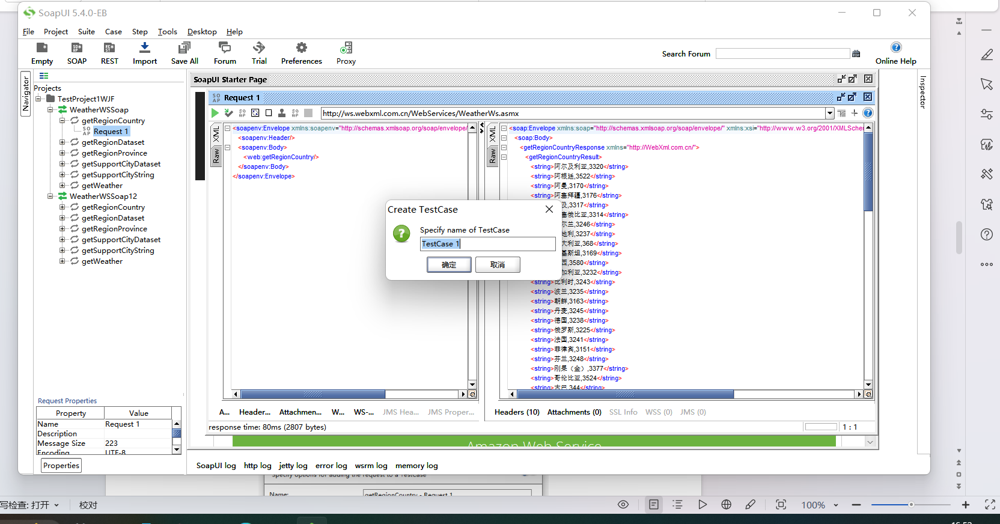 SoapUI 5.4.0-EB
File Project Suite Case Step Tools Desktop Help
Empty SOAP REST Import Save All Forum Trial Preferences Proxy
Search Forum
Online Help
Navigator
Projects
TestProject1WJF
WeatherWSSoap
getRegionCountry
SOAP Request 1
getRegionDataset
getRegionProvince
getSupportCityDataset
getSupportCityString
getWeather
WeatherWSSoap12
getRegionCountry
getRegionDataset
getRegionProvince
getSupportCityDataset
getSupportCityString
getWeather
Request Properties
Property Value
Name Request 1
Description
Message Size 223
Encoding UTF-8
Properties
SoapUI Starter Page
SOAP Request 1
http://ws.webxml.com.cn/WebServices/WeatherWs.asmx
XML
Raw
<soapenv:Envelope xmlns:soapenv="http://schemas.xmlsoap.org/soap/envelope/
<soapenv:Header/>
<soapenv:Body>
<web:getRegionCountry/>
</soapenv:Body>
</soapenv:Envelope>
XML
Raw
<soap:Envelope xmlns:soap="http://schemas.xmlsoap.org/soap/envelope/" xmlns:xsi="http://www.w3.org/2001/XMLSchem
<soap:Body>
<getRegionCountryResponse xmlns="http://WebXml.com.cn/">
<getRegionCountryResult>
<string>阿尔及利亚,3320</string>
<string>阿根廷,3522</string>
<string>阿曼,3170</string>
<string>阿塞拜疆,3176</string>
及,3317</string>
塞俄比亚,3314</string>
尔兰,3246</string>
地利,3237</string>
大利亚,368</string>
基斯坦,3169</string>
西,3580</string>
加利亚,3232</string>
<string>比利时,3243</string>
<string>波兰,3235</string>
<string>朝鲜,3163</string>
<string>丹麦,3245</string>
<string>德国,3238</string>
<string>俄罗斯,3225</string>
<string>法国,3241</string>
<string>菲律宾,3151</string>
<string>芬兰,3248</string>
<string>刚果（金）,3377</string>
<string>哥伦比亚,3524</string>
<string>古巴,344</string>
Create TestCase
Specify name of TestCase
TestCase 1
确定 取消
A... Header... Attachmen... W... WS-... JMS Hea... JMS Proper...
Headers (10) Attachments (0) SSL Info WSS (0) JMS (0)
response time: 80ms (2807 bytes)
1 : 1
Amazon Web Service
SoapUI log http log jetty log error log wsrm log memory log
Inspector
Specify options for adding the request to a TestCase
Name: getRegionCountry - Request 1
写检查: 打开 校对
100%
16:52